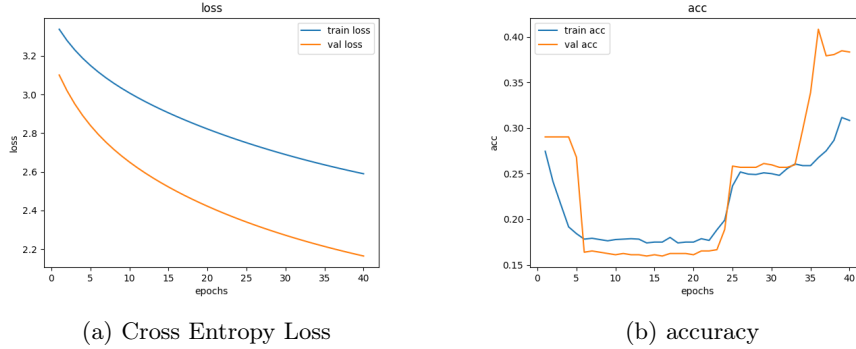 loss
train loss
val loss
3.2
3.0
2.8
2.6
2.4
2.2
loss
0 5 10 15 20 25 30 35 40
epochs
(a) Cross Entropy Loss
acc
train acc
val acc
0.40
0.35
0.30
0.25
0.20
0.15
acc
0 5 10 15 20 25 30 35 40
epochs
(b) accuracy